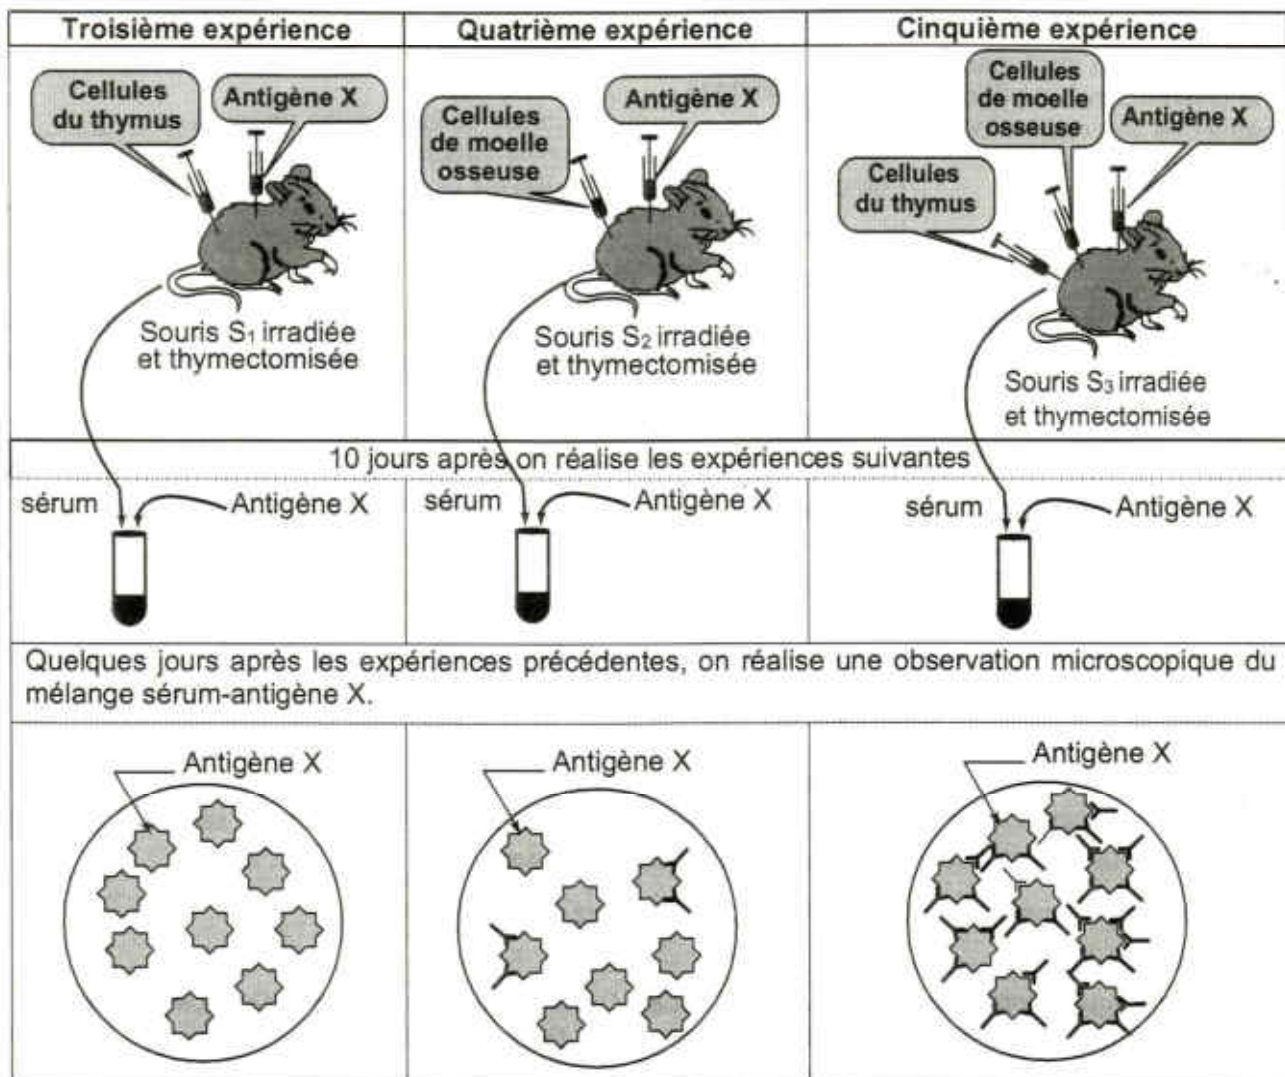 Troisième expérience
Quatrième expérience
Cinquième expérience
Cellules
du thymus
Antigène X
Souris S₁ irradiée
et thymectomisée
Cellules
de moelle
osseuse
Antigène X
Souris S₂ irradiée
et thymectomisée
Cellules
du thymus
Cellules
de moelle
osseuse
Antigène X
Souris S₃ irradiée
et thymectomisée
10 jours après on réalise les expériences suivantes
sérum
Antigène X
sérum
Antigène X
sérum
Antigène X
Quelques jours après les expériences précédentes, on réalise une observation microscopique du
mélange sérum-antigène X.
Antigène X
Antigène X
Antigène X